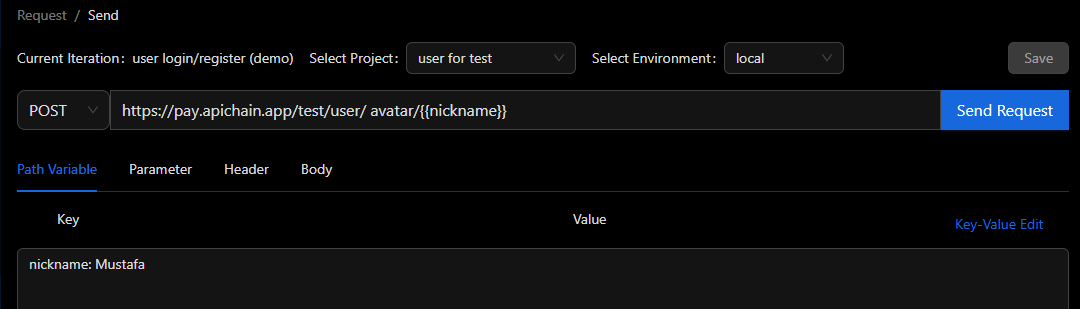 Request / Send
Current Iteration: user login/register (demo) Select Project: user for test Select Environment: local Save
POST https://pay.apichain.app/test/user/ avatar/{{nickname}} Send Request
Path Variable Parameter Header Body
Key Value Key-Value Edit
nickname: Mustafa